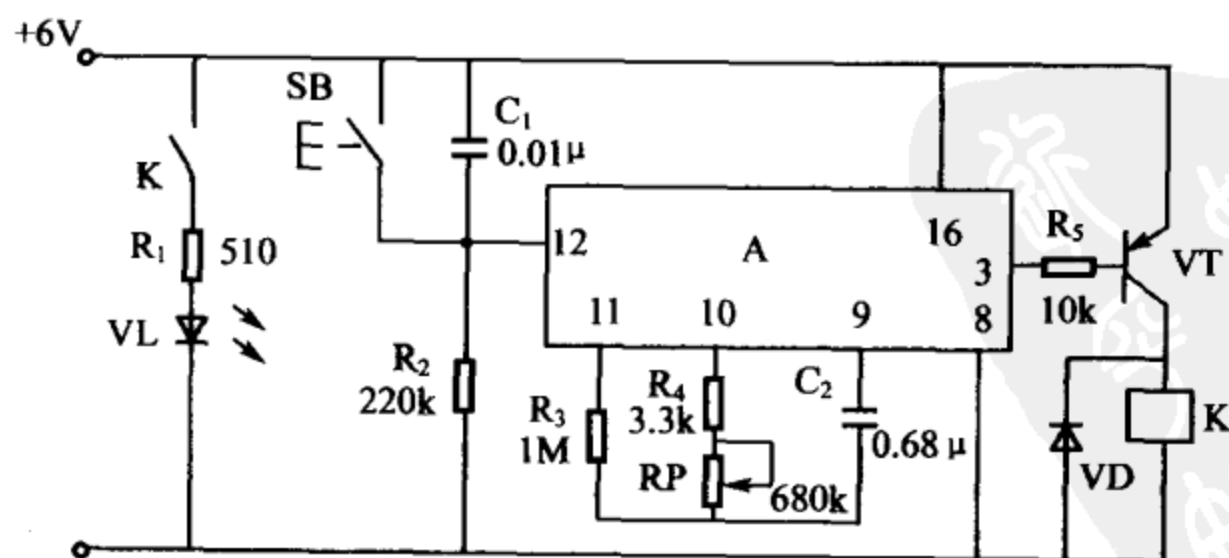 +6V
SB
C₁
0.01μ
K
R₁
510
VL
R₂
220k
12
A
16
3
8
11
10
9
R₃
1M
R₄
3.3k
RP
680k
C₂
0.68μ
R₅
10k
VT
VD
K